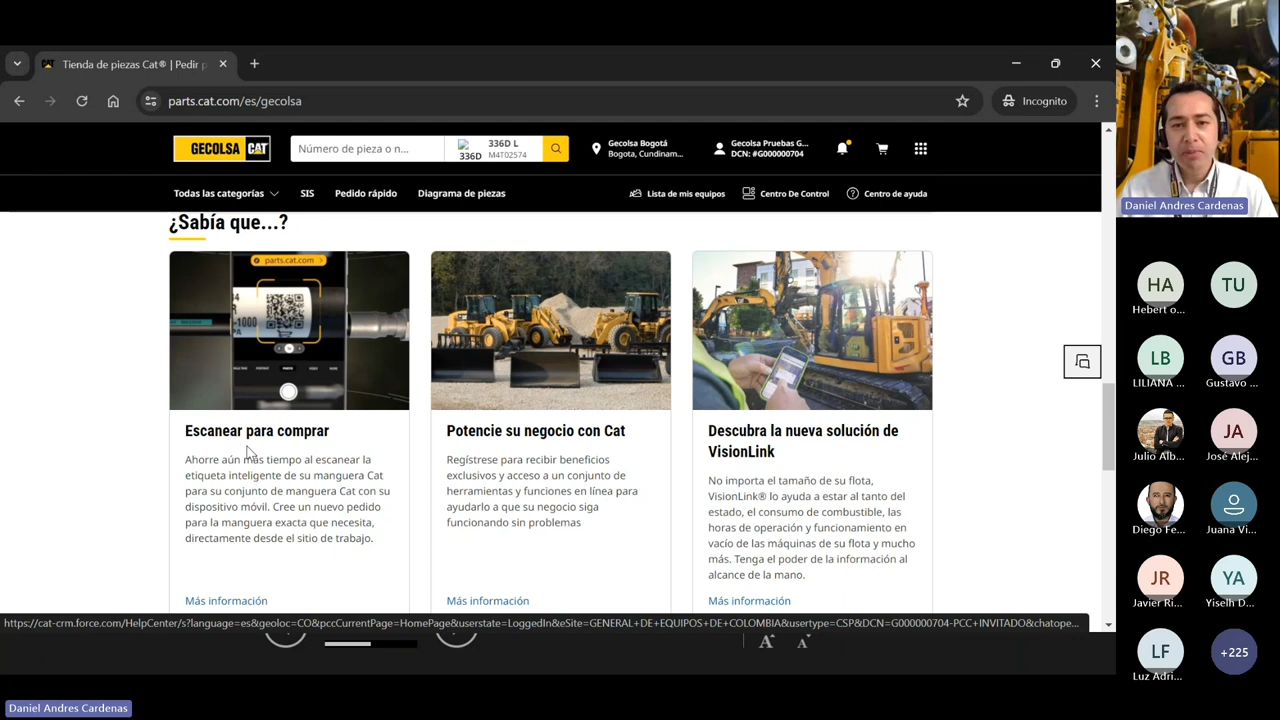 Tienda de piezas Cat® | Pedir p
parts.cat.com/es/gecolsa
Incognito
GECOLSA CAT
Número de pieza o n...
336D
336D L
M4T02574
Gecolsa Bogotá
Bogota, Cundinam...
Gecolsa Pruebas G...
DCN: #G000000704
Todas las categorías
SIS
Pedido rápido
Diagrama de piezas
Lista de mis equipos
Centro De Control
Centro de ayuda
¿Sabía que...?
parts.cat.com >
Escanear para comprar
Ahorre aún más tiempo al escanear la
etiqueta inteligente de su manguera Cat
para su conjunto de manguera Cat con su
dispositivo móvil. Cree un nuevo pedido
para la manguera exacta que necesita,
directamente desde el sitio de trabajo.
Más información
Potencie su negocio con Cat
Regístrese para recibir beneficios
exclusivos y acceso a un conjunto de
herramientas y funciones en línea para
ayudarlo a que su negocio siga
funcionando sin problemas
Más información
Descubra la nueva solución de
VisionLink
No importa el tamaño de su flota,
VisionLink® lo ayuda a estar al tanto del
estado, el consumo de combustible, las
horas de operación y funcionamiento en
vacío de las máquinas de su flota y mucho
más. Tenga el poder de la información al
alcance de la mano.
Más información
https://cat-crm.force.com/HelpCenter/s?language=es&geoloc=CO&pccCurrentPage=HomePage&userstate=LoggedIn&eSite=GENERAL+DE+EQUIPOS+DE+COLOMBIA&usertype=CSP&DCN=G000000704-PCC+INVITADO&chatope...
A A
Daniel Andres Cardenas
Daniel Andres Cardenas
HA
Hebert o...
TU
LB
LILIANA ...
GB
Gustavo ...
Julio Alb...
JA
José Alej...
Diego Fe...
Juana Vi...
JR
Javier Ri...
YA
Yiselh D...
LF
Luz Adri...
+225